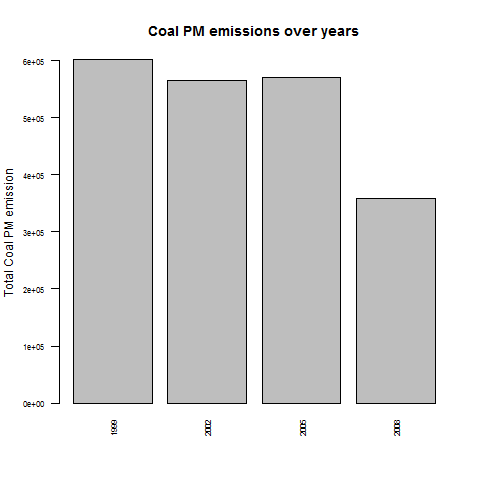 Coal PM emissions over years
Total Coal PM emission
6e+05
5e+05
4e+05
3e+05
2e+05
1e+05
0e+00
1999
2002
2005
2008